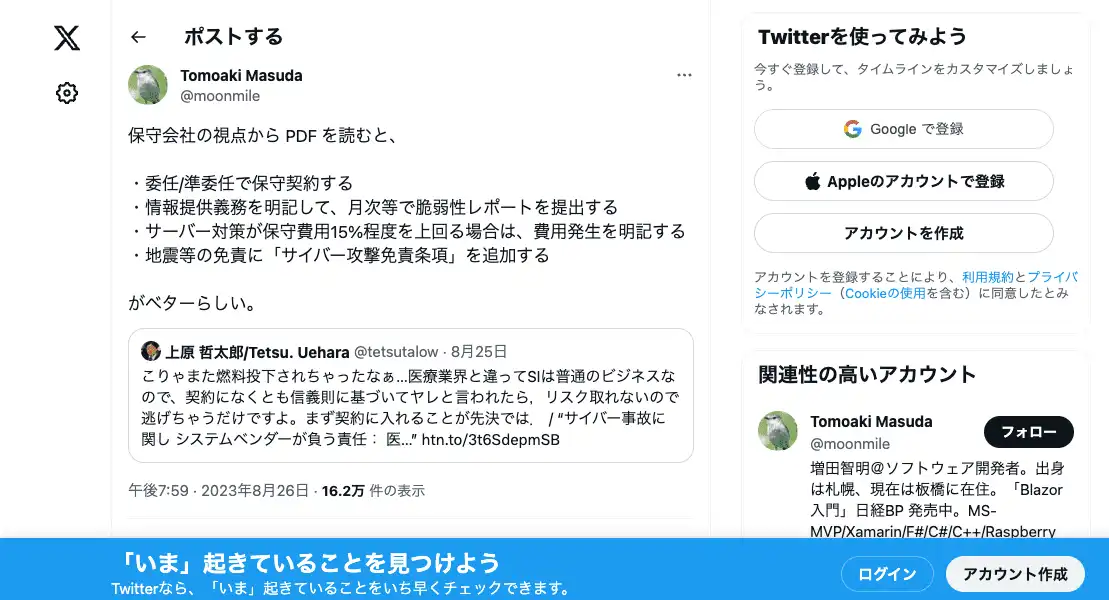 ポストする
Tomoaki Masuda
@moonmile
保守会社の視点から PDF を読むと、
・委任/準委任で保守契約する
・情報提供義務を明記して、月次等で脆弱性レポートを提出する
・サーバー対策が保守費用15%程度を上回る場合は、費用発生を明記する
・地震等の免責に「サイバー攻撃免責条項」を追加する
がベターらしい。
上原 哲太郎/Tetsu. Uehara @tetsutalow · 8月25日
こりゃまた燃料投下されちゃったなぁ…医療業界と違ってSIは普通のビジネスな
ので、契約になくとも信義則に基づいてヤレと言われたら，リスク取れないので
逃げちゃうだけですよ。まず契約に入れることが先決では． / “サイバー事故に
関し システムベンダーが負う責任： 医…” htn.to/3t6SdepmSB
午後7:59 · 2023年8月26日 · 16.2万 件の表示
Twitterを使ってみよう
今すぐ登録して、タイムラインをカスタマイズしましょ
う。
Google で登録
Appleのアカウントで登録
アカウントを作成
アカウントを登録することにより、利用規約とプライバ
シーポリシー（Cookieの使用を含む）に同意したとみ
なされます。
関連性の高いアカウント
Tomoaki Masuda
@moonmile
フォロー
増田智明＠ソフトウェア開発者。出身
は札幌、現在は板橋に在住。「Blazor
入門」日経BP 発売中。MS-
MVP/Xamarin/F#/C#/C++/Raspberry
「いま」起きていることを見つけよう
Twitterなら、「いま」起きていることをいち早くチェックできます。
ログイン
アカウント作成